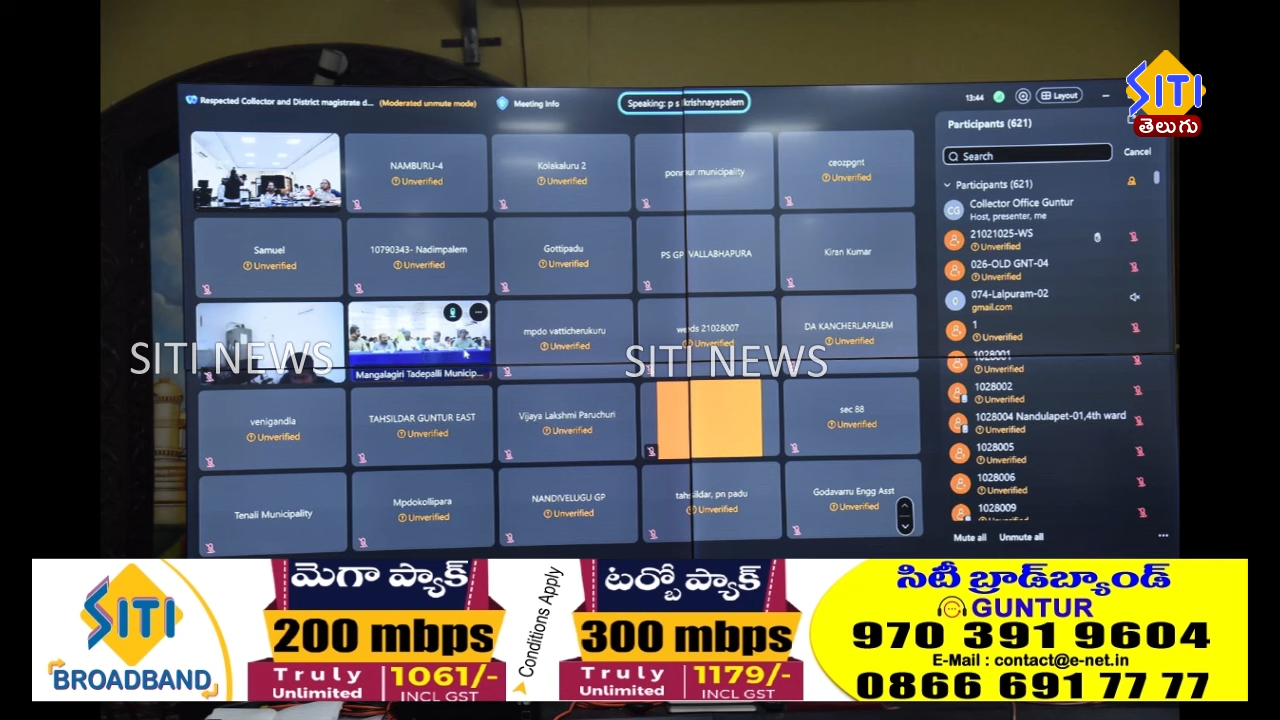 SITI
తెలుగు
Respected Collector and District magistrate d... (Moderated unmute mode)
Meeting Info
Speaking: p s krishnayapalem
13:44
Layout
NAMBURU-4
Unverified
Kolakaluru 2
Unverified
ponnur municipality
ceozpgnt
Unverified
Samuel
Unverified
10790343- Nadimpalem
Unverified
Gottipadu
Unverified
PS GP VALLABHAPURA
Kiran Kumar
Mangalagiri Tadepalli Municip...
mpdo vatticherukuru
Unverified
weeds 21028007
Unverified
DA KANCHERLAPALEM
Unverified
venigandla
Unverified
TAHSILDAR GUNTUR EAST
Unverified
Vijaya Lakshmi Paruchuri
Unverified
sec 88
Unverified
Tenali Municipality
Mpdokollipara
Unverified
NANDIVELUGU GP
Unverified
tahsildar, pn padu
Unverified
Godavarru Engg Asst
Unverified
Participants (621)
Search
Cancel
Participants (621)
CG
Collector Office Guntur
Host, presenter, me
21021025-WS
Unverified
026-OLD GNT-04
Unverified
0
074-Lalpuram-02
gmail.com
1
Unverified
1028001
Unverified
1028002
Unverified
1028004 Nandulapet-01,4th ward
Unverified
1028005
Unverified
1028006
Unverified
1028009
Unverified
Mute all
Unmute all
SITI NEWS
SITI NEWS
SITI
BROADBAND
మెగా ప్యాక్
200 mbps
Truly
Unlimited
1061/-
INCL GST
Conditions Apply
టర్బో ప్యాక్
300 mbps
Truly
Unlimited
1179/-
INCL GST
సిటీ బ్రాడ్‌బ్యాండ్
GUNTUR
970 391 9604
E-Mail : contact@e-net.in
0866 691 77 77